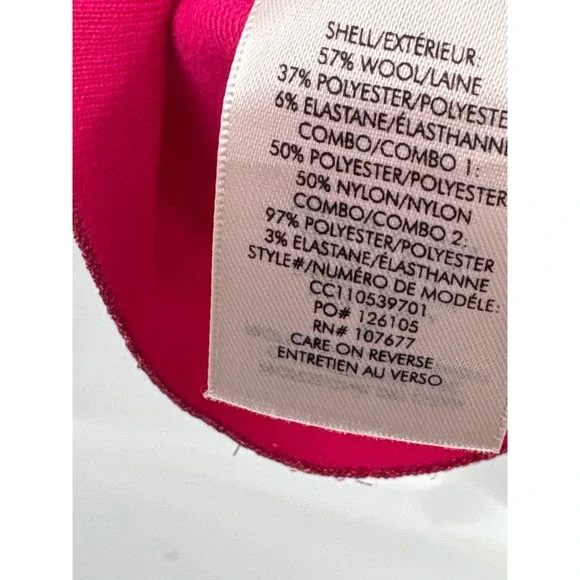 SHELL/EXTÉRIEUR:
57% WOOL/LAINE
37% POLYESTER/POLYESTE
6% ELASTANE/ÉLASTHANNE
COMBO/COMBO 1:
50% POLYESTER/POLYESTER
50% NYLON/NYLON
COMBO/COMBO 2:
97% POLYESTER/POLYESTER
3% ELASTANE/ÉLASTHANNE
STYLE#/NUMÉRO DE MODÉLE:
CC110539701
PO# 126105
RN# 107677
CARE ON REVERSE
ENTRETIEN AU VERSO